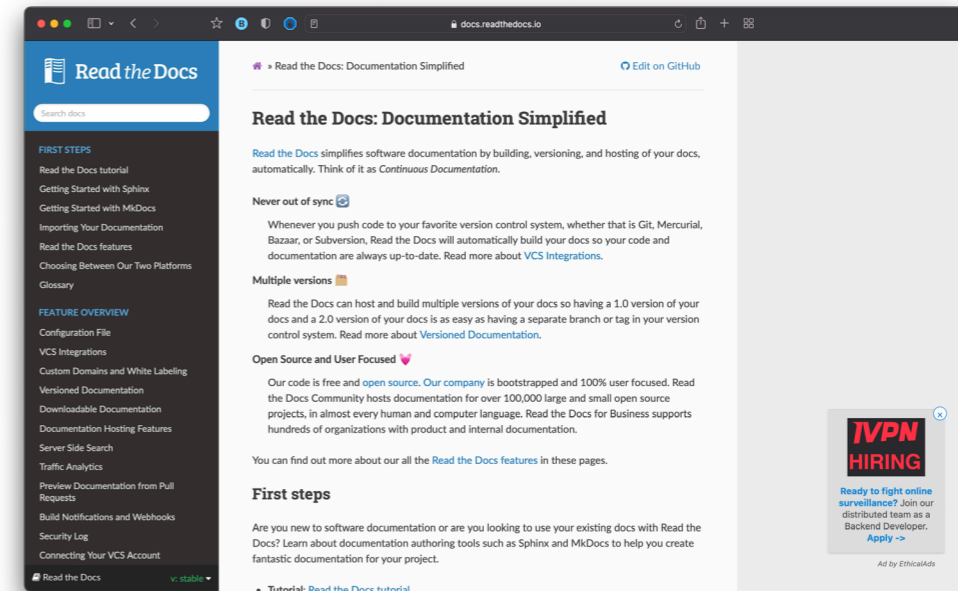 docs.readthedocs.io
Read the Docs
Search docs
FIRST STEPS
Read the Docs tutorial
Getting Started with Sphinx
Getting Started with MkDocs
Importing Your Documentation
Read the Docs features
Choosing Between Our Two Platforms
Glossary
FEATURE OVERVIEW
Configuration File
VCS Integrations
Custom Domains and White Labeling
Versioned Documentation
Downloadable Documentation
Documentation Hosting Features
Server Side Search
Traffic Analytics
Preview Documentation from Pull
Requests
Build Notifications and Webhooks
Security Log
Connecting Your VCS Account
Read the Docs
v: stable
» Read the Docs: Documentation Simplified
Edit on GitHub
Read the Docs: Documentation Simplified
Read the Docs simplifies software documentation by building, versioning, and hosting of your docs,
automatically. Think of it as Continuous Documentation.
Never out of sync
Whenever you push code to your favorite version control system, whether that is Git, Mercurial,
Bazaar, or Subversion, Read the Docs will automatically build your docs so your code and
documentation are always up-to-date. Read more about VCS Integrations.
Multiple versions
Read the Docs can host and build multiple versions of your docs so having a 1.0 version of your
docs and a 2.0 version of your docs is as easy as having a separate branch or tag in your version
control system. Read more about Versioned Documentation.
Open Source and User Focused
Our code is free and open source. Our company is bootstrapped and 100% user focused. Read
the Docs Community hosts documentation for over 100,000 large and small open source
projects, in almost every human and computer language. Read the Docs for Business supports
hundreds of organizations with product and internal documentation.
You can find out more about our all the Read the Docs features in these pages.
First steps
Are you new to software documentation or are you looking to use your existing docs with Read the
Docs? Learn about documentation authoring tools such as Sphinx and MkDocs to help you create
fantastic documentation for your project.
• Tutorial: Read the Docs tutorial
IVPN
HIRING
Ready to fight online
surveillance? Join our
distributed team as a
Backend Developer.
Apply ->
Ad by EthicalAds